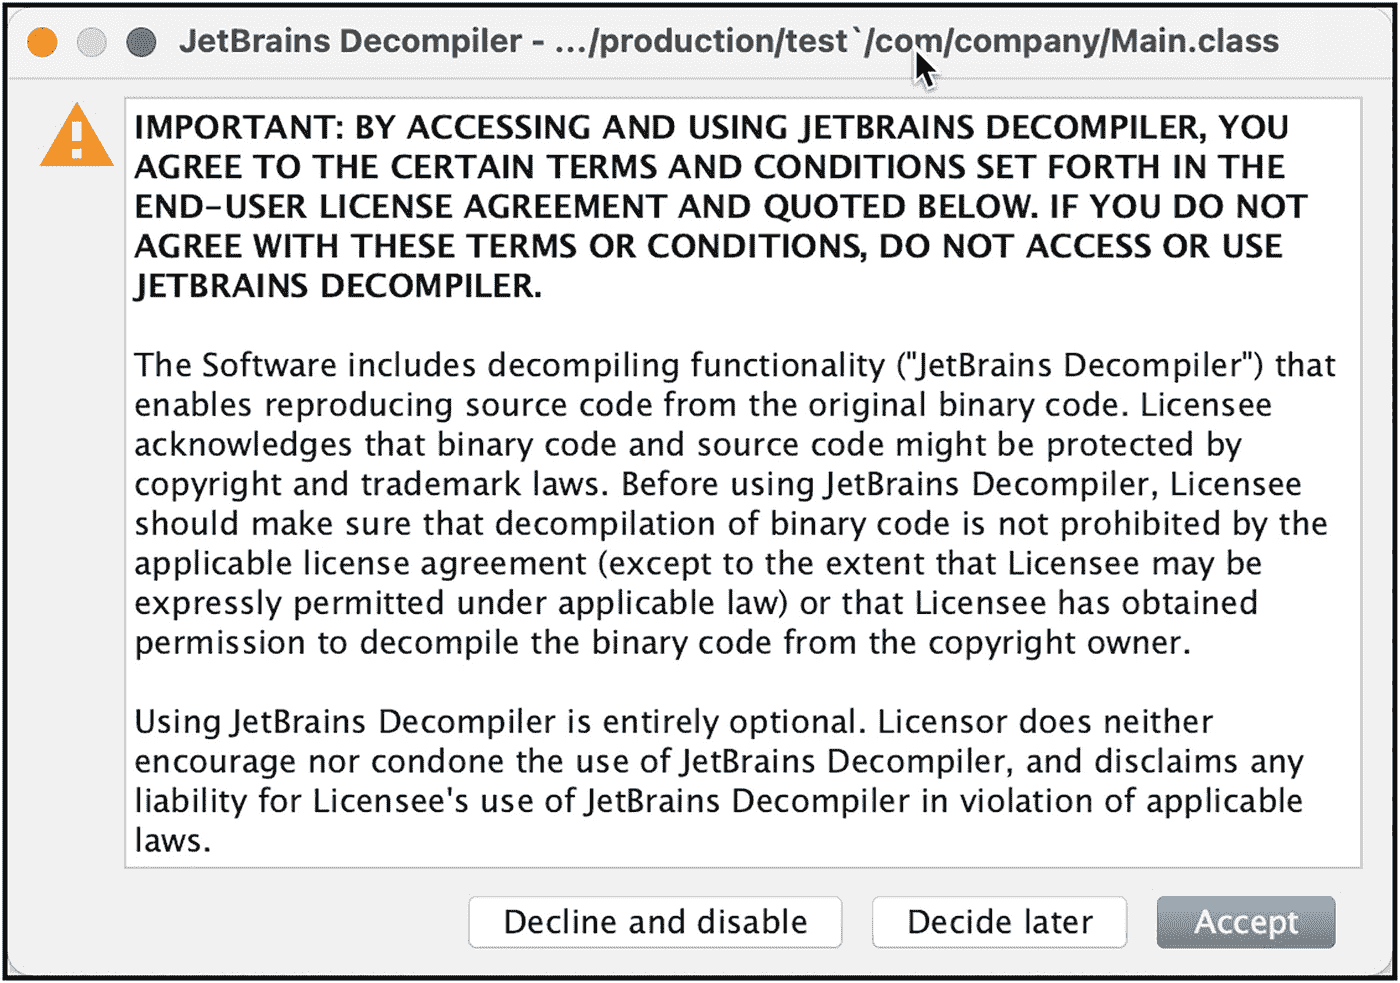 JetBrains Decompiler - .../production/test`/com/company/Main.class
IMPORTANT: BY ACCESSING AND USING JETBRAINS DECOMPILER, YOU
AGREE TO THE CERTAIN TERMS AND CONDITIONS SET FORTH IN THE
END-USER LICENSE AGREEMENT AND QUOTED BELOW. IF YOU DO NOT
AGREE WITH THESE TERMS OR CONDITIONS, DO NOT ACCESS OR USE
JETBRAINS DECOMPILER.
The Software includes decompiling functionality ("JetBrains Decompiler") that
enables reproducing source code from the original binary code. Licensee
acknowledges that binary code and source code might be protected by
copyright and trademark laws. Before using JetBrains Decompiler, Licensee
should make sure that decompilation of binary code is not prohibited by the
applicable license agreement (except to the extent that Licensee may be
expressly permitted under applicable law) or that Licensee has obtained
permission to decompile the binary code from the copyright owner.
Using JetBrains Decompiler is entirely optional. Licensor does neither
encourage nor condone the use of JetBrains Decompiler, and disclaims any
liability for Licensee's use of JetBrains Decompiler in violation of applicable
laws.
Decline and disable
Decide later
Accept